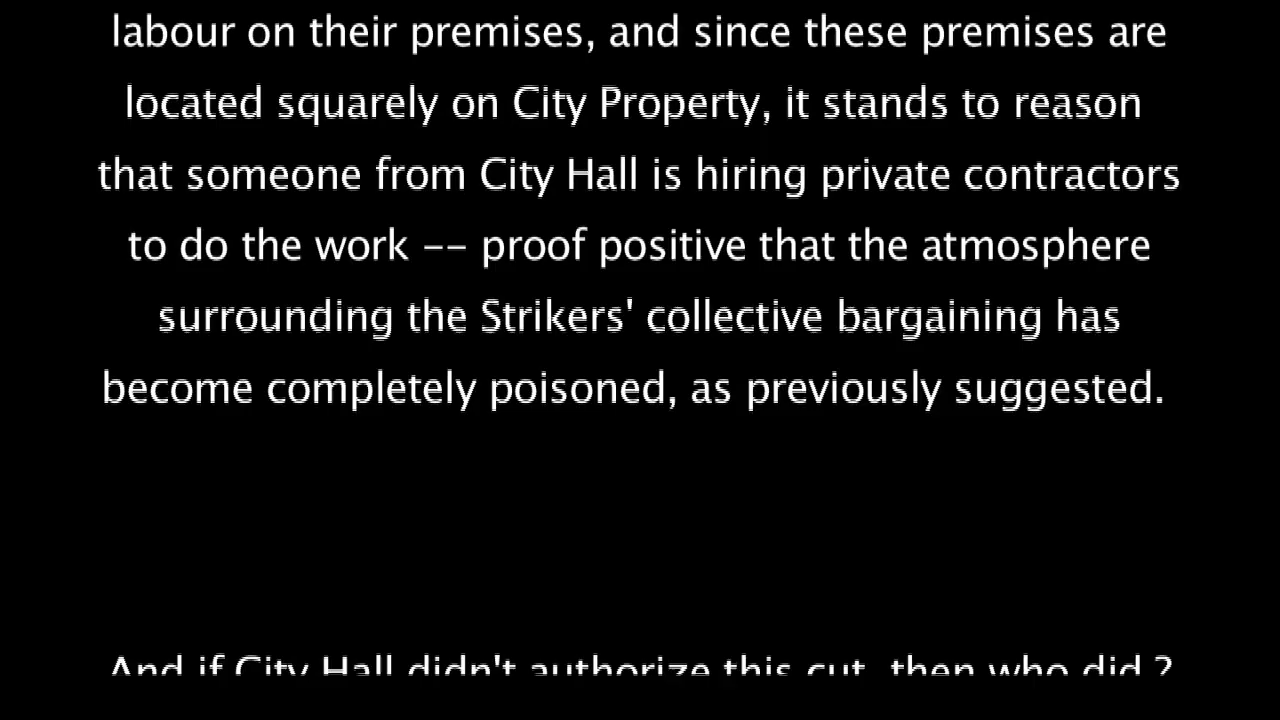 labour on their premises, and since these premises are
located squarely on City Property, it stands to reason
that someone from City Hall is hiring private contractors
to do the work -- proof positive that the atmosphere
surrounding the Strikers' collective bargaining has
become completely poisoned, as previously suggested.
And if City Hall didn't authorize this cut, then who did ?